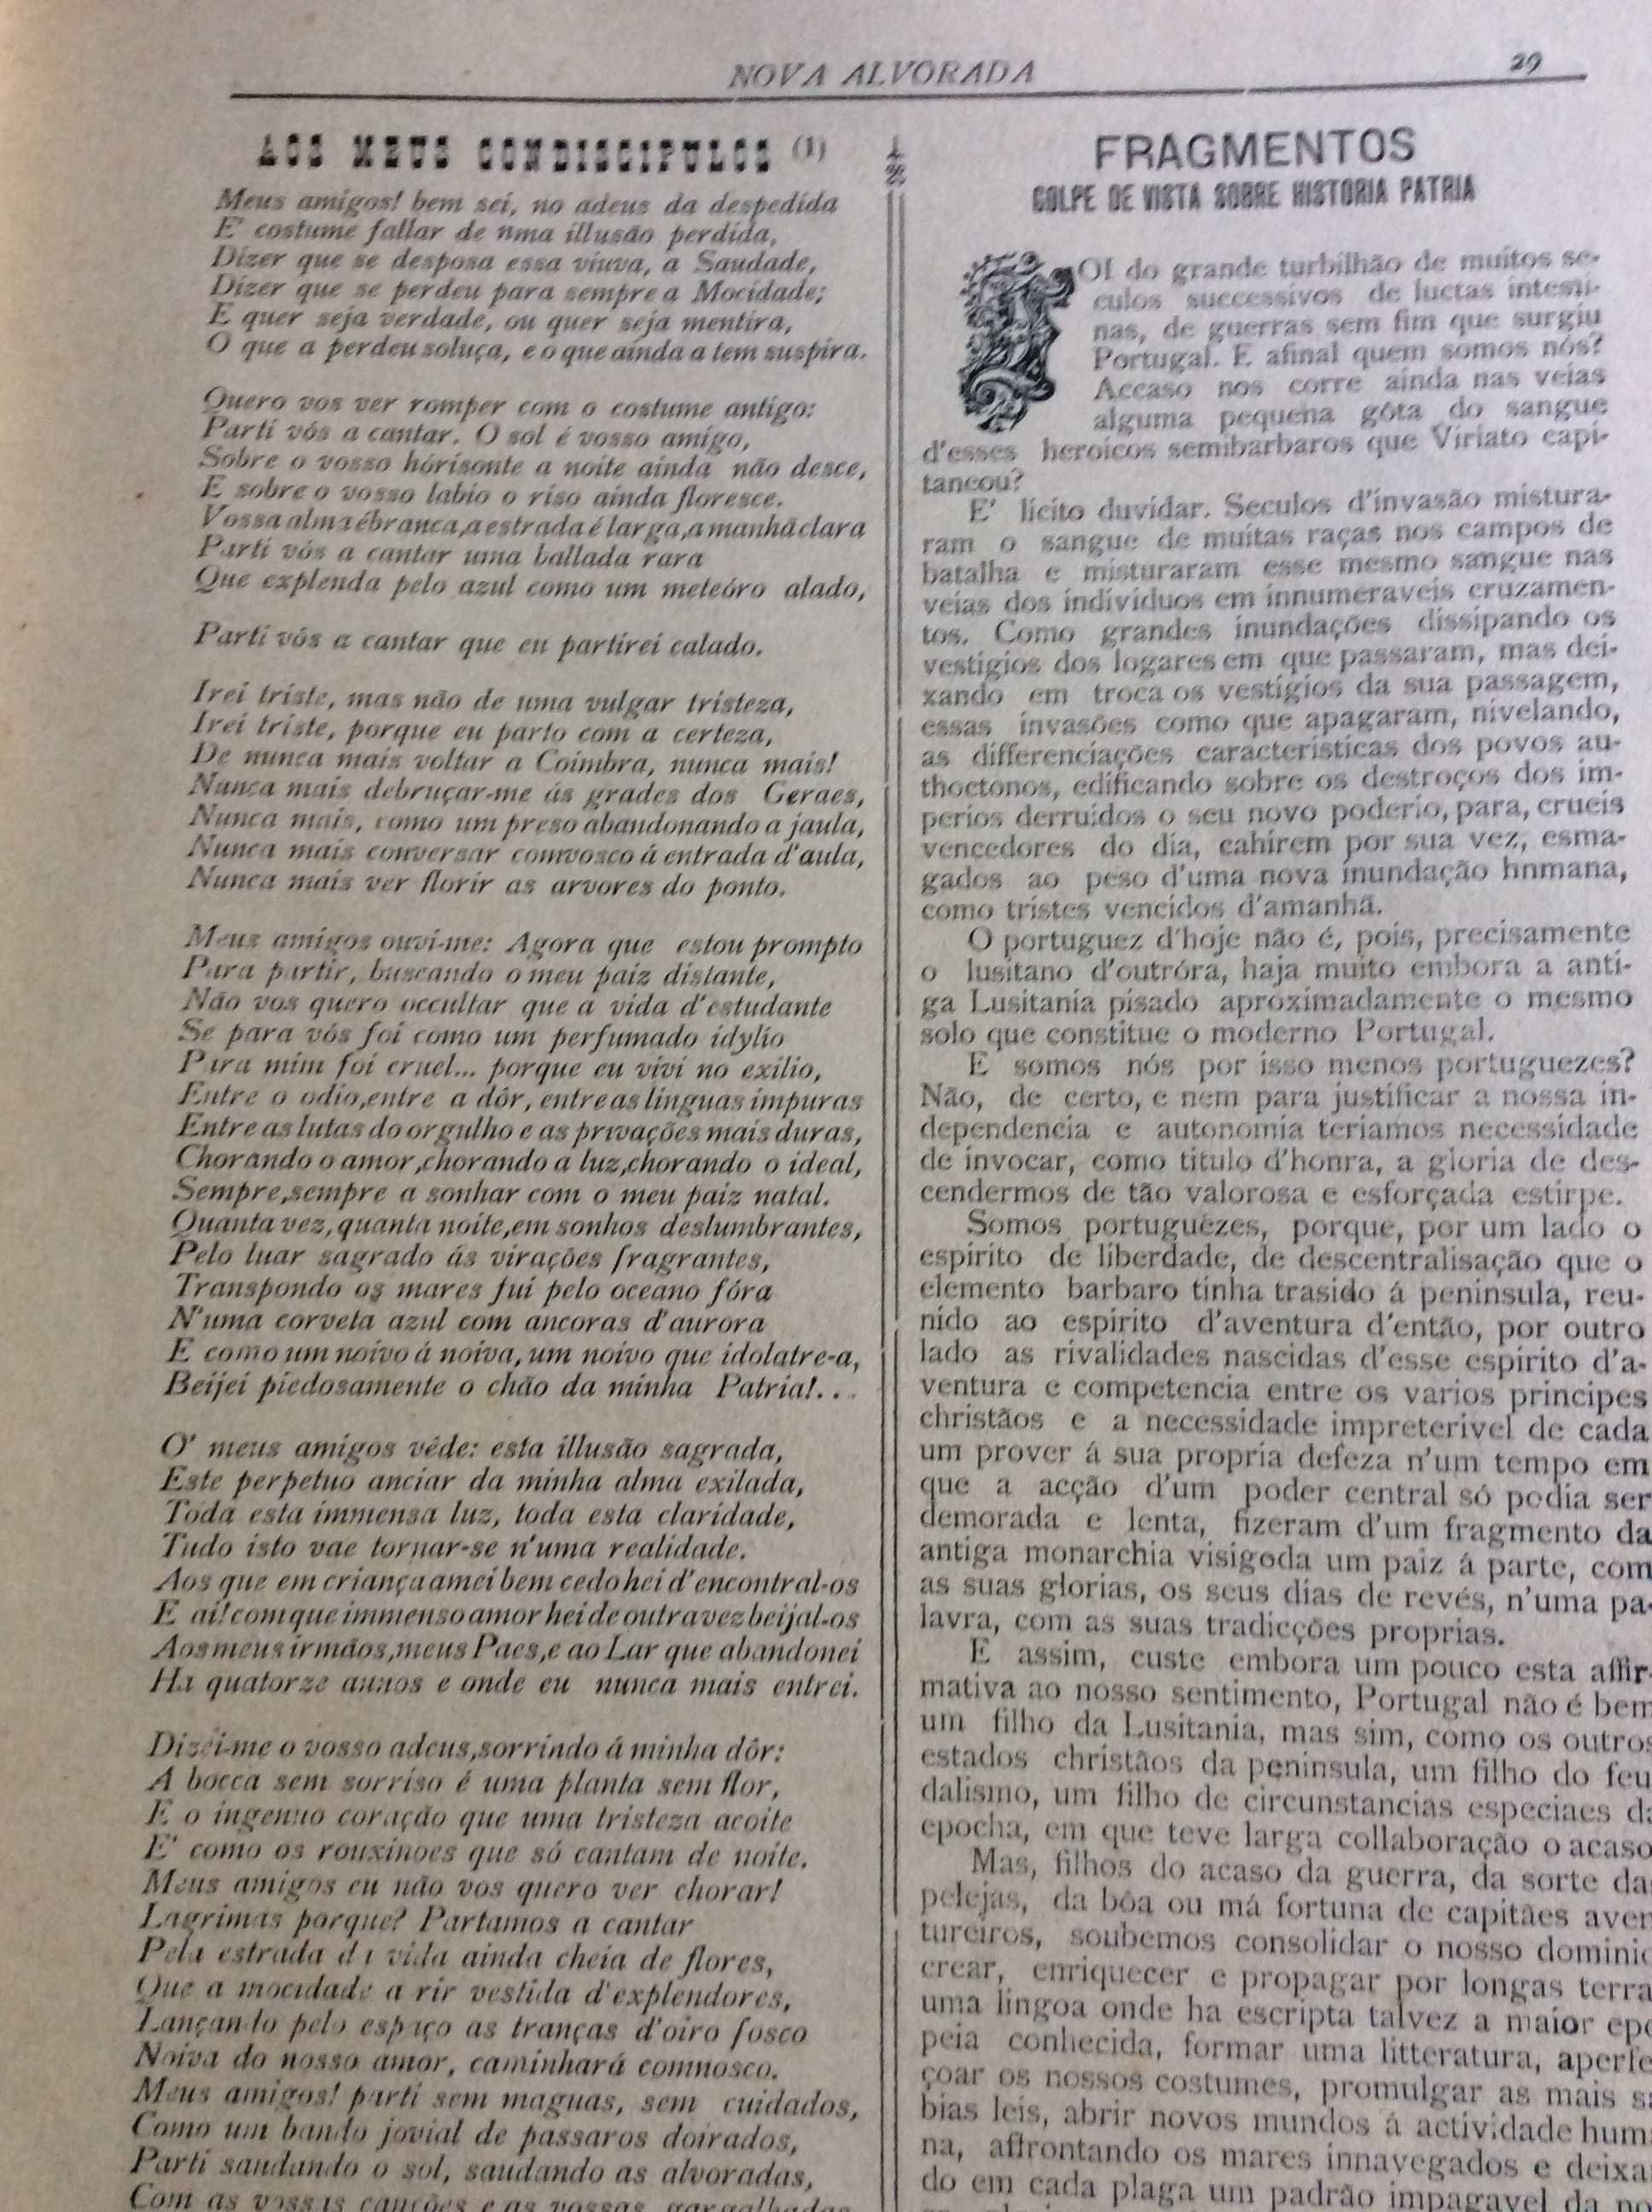 NOVA ALVORADA
29
AOS MEUS CONDISCIPULOS (1)
Meus amigos! bem sei, no adeus da despedida
E' costume fallar de nma illusão perdida,
Dizer que se desposa essa viuva, a Saudade,
Dizer que se perdeu para sempre a Mocidade;
E quer seja verdade, ou quer seja mentira,
O que a perdeu soluça, e o que ainda a tem suspira.
Quero vos ver romper com o costume antigo:
Parti vós a cantar. O sol é vosso amigo,
Sobre o vosso hórisonte a noite ainda não desce,
E sobre o vosso labio o riso ainda floresce.
Vossa alma é branca, a estrada é larga, a manhã clara
Parti vós a cantar uma ballada rara
Que explenda pelo azul como um meteóro alado,
Parti vós a cantar que eu partirei calado.
Irei triste, mas não de uma vulgar tristeza,
Irei triste, porque eu parto com a certeza,
De nunca mais voltar a Coimbra, nunca mais!
Nunca mais debruçar-me ás grades dos Geraes,
Nunca mais, como um preso abandonando a jaula,
Nunca mais conversar comvosco á entrada d'aula,
Nunca mais ver florir as arvores do ponto.
Meus amigos ouvi-me: Agora que estou prompto
Para partir, buscando o meu paiz distante,
Não vos quero occultar que a vida d'estudante
Se para vós foi como um perfumado idylio
Para mim foi cruel... porque eu vivi no exilio,
Entre o odio, entre a dôr, entre as linguas impuras
Entre as lutas do orgulho e as privações mais duras,
Chorando o amor, chorando a luz, chorando o ideal,
Sempre, sempre a sonhar com o meu paiz natal.
Quanta vez, quanta noite, em sonhos deslumbrantes,
Pelo luar sagrado ás virações fragrantes,
Transpondo os mares fui pelo oceano fóra
N'uma corveta azul com ancoras d'aurora
E como um noivo á noiva, um noivo que idolatre-a,
Beijei piedosamente o chão da minha Patria!...
O' meus amigos vêde: esta illusão sagrada,
Este perpetuo anciar da minha alma exilada,
Toda esta immensa luz, toda esta claridade,
Tudo isto vae tornar-se n'uma realidade.
Aos que em criança amei bem cedo hei d'encontral-os
E ai! com que immenso amor hei de outra vez beijal-os
Aos meus irmãos, meus Paes, e ao Lar que abandonei
Ha quatorze annos e onde eu nunca mais entrei.
Dizei-me o vosso adeus, sorrindo á minha dôr:
A bocca sem sorriso é uma planta sem flor,
E o ingenuo coração que uma tristeza acoite
E' como os rouxinoes que só cantam de noite.
Meus amigos eu não vos quero ver chorar!
Lagrimas porque? Partamos a cantar
Pela estrada da vida ainda cheia de flores,
Que a mocidade a rir vestida d'explendores,
Lançando pelo espaço as tranças d'oiro fosco
Noiva do nosso amor, caminhará comnosco.
Meus amigos! parti sem maguas, sem cuidados,
Como um bando jovial de passaros doirados,
Parti saudando o sol, saudando as alvoradas,
Com as vossas canções e as vossas gargalhadas
FRAGMENTOS
GOLPE DE VISTA SOBRE HISTORIA PATRIA
FOI do grande turbilhão de muitos se-
culos successivos de luctas intesti-
nas, de guerras sem fim que surgiu
Portugal. E afinal quem somos nós?
Accaso nos corre ainda nas veias
alguma pequena gôta do sangue
d'esses heroicos semibarbaros que Viriato capi-
taneou?
E' licito duvidar. Seculos d'invasão mistura-
ram o sangue de muitas raças nos campos de
batalha e misturaram esse mesmo sangue nas
veias dos individuos em innumeraveis cruzamen-
tos. Como grandes inundações dissipando os
vestigios dos logares em que passaram, mas dei-
xando em troca os vestigios da sua passagem,
essas invasões como que apagaram, nivelando,
as differenciações caracteristicas dos povos au-
thoctonos, edificando sobre os destroços dos im-
perios derruidos o seu novo poderio, para, crueis
vencedores do dia, cahirem por sua vez, esma-
gados ao peso d'uma nova inundação hnmana,
como tristes vencidos d'amanhã.
O portuguez d'hoje não é, pois, precisamente
o lusitano d'outróra, haja muito embora a anti-
ga Lusitania pisado aproximadamente o mesmo
solo que constitue o moderno Portugal.
E somos nós por isso menos portuguezes?
Não, de certo, e nem para justificar a nossa in-
dependencia e autonomia teriamos necessidade
de invocar, como titulo d'honra, a gloria de des-
cendermos de tão valorosa e esforçada estirpe.
Somos portuguêzes, porque, por um lado o
espirito de liberdade, de descentralisação que o
elemento barbaro tinha trasido á peninsula, reu-
nido ao espirito d'aventura d'então, por outro
lado as rivalidades nascidas d'esse espirito d'a-
ventura e competencia entre os varios principes
christãos e a necessidade impreterivel de cada
um prover á sua propria defeza n'um tempo em
que a acção d'um poder central só podia ser
demorada e lenta, fizeram d'um fragmento da
antiga monarchia visigoda um paiz á parte, com
as suas glorias, os seus dias de revés, n'uma pa-
lavra, com as suas tradicções proprias.
E assim, custe embora um pouco esta affir-
mativa ao nosso sentimento, Portugal não é bem
um filho da Lusitania, mas sim, como os outros
estados christãos da peninsula, um filho do feu
dalismo, um filho de circunstancias especiaes da
epocha, em que teve larga collaboração o acaso
Mas, filhos do acaso da guerra, da sorte das
pelejas, da bôa ou má fortuna de capitães aven
tureiros, soubemos consolidar o nosso dominio
crear, enriquecer e propagar por longas terra
uma lingoa onde ha escripta talvez a maior epo
peia conhecida, formar uma litteratura, aperfe
çoar os nossos costumes, promulgar as mais sa
bias leis, abrir novos mundos á actividade huma
na, affrontando os mares innavegados e deixan
do em cada plaga um padrão impagavel da no